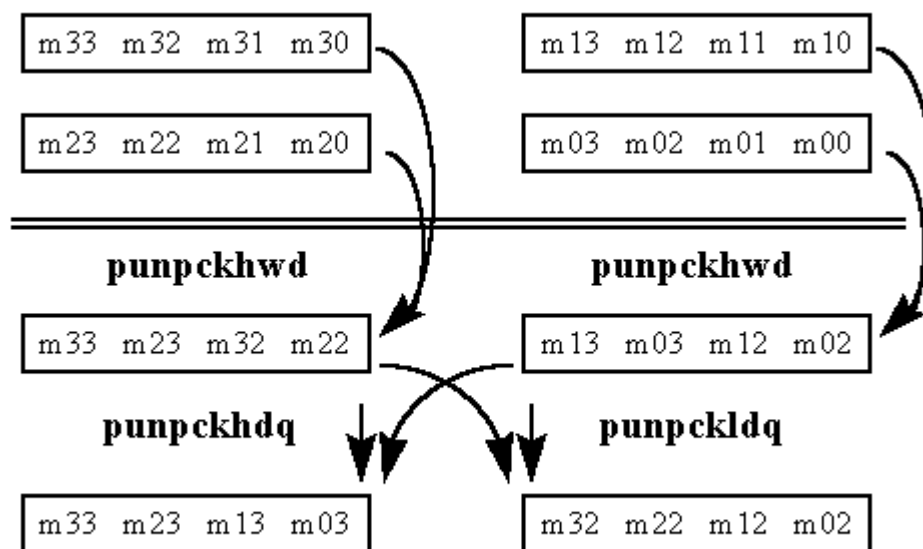 m33 m32 m31 m30 m13 m12 m11 m10
m23 m22 m21 m20 m03 m02 m01 m00
punpckhwd punpckhwd
m33 m23 m32 m22 m13 m03 m12 m02
punpckhdq punpckldq
m33 m23 m13 m03 m32 m22 m12 m02